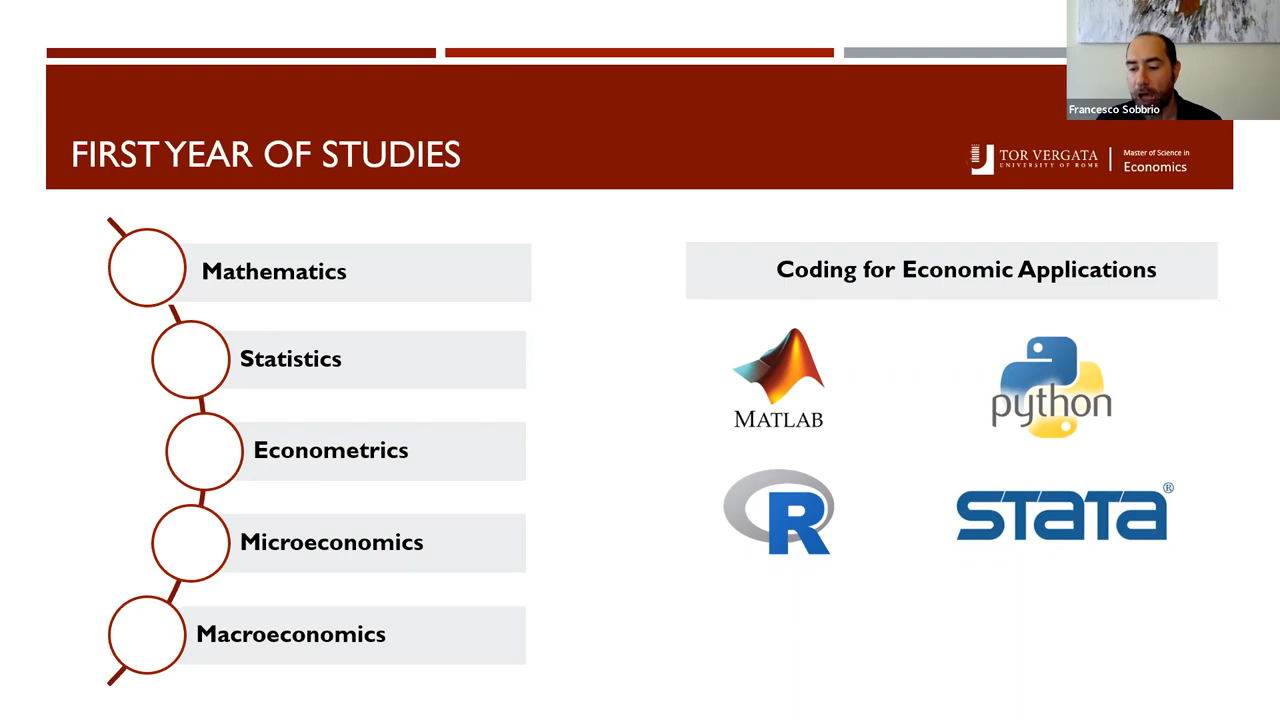 Francesco Sobbrio
FIRST YEAR OF STUDIES
TOR VERGATA
UNIVERSITY OF ROME
Master of Science in
Economics
Mathematics
Statistics
Econometrics
Microeconomics
Macroeconomics
Coding for Economic Applications
MATLAB
python
R
STATA®